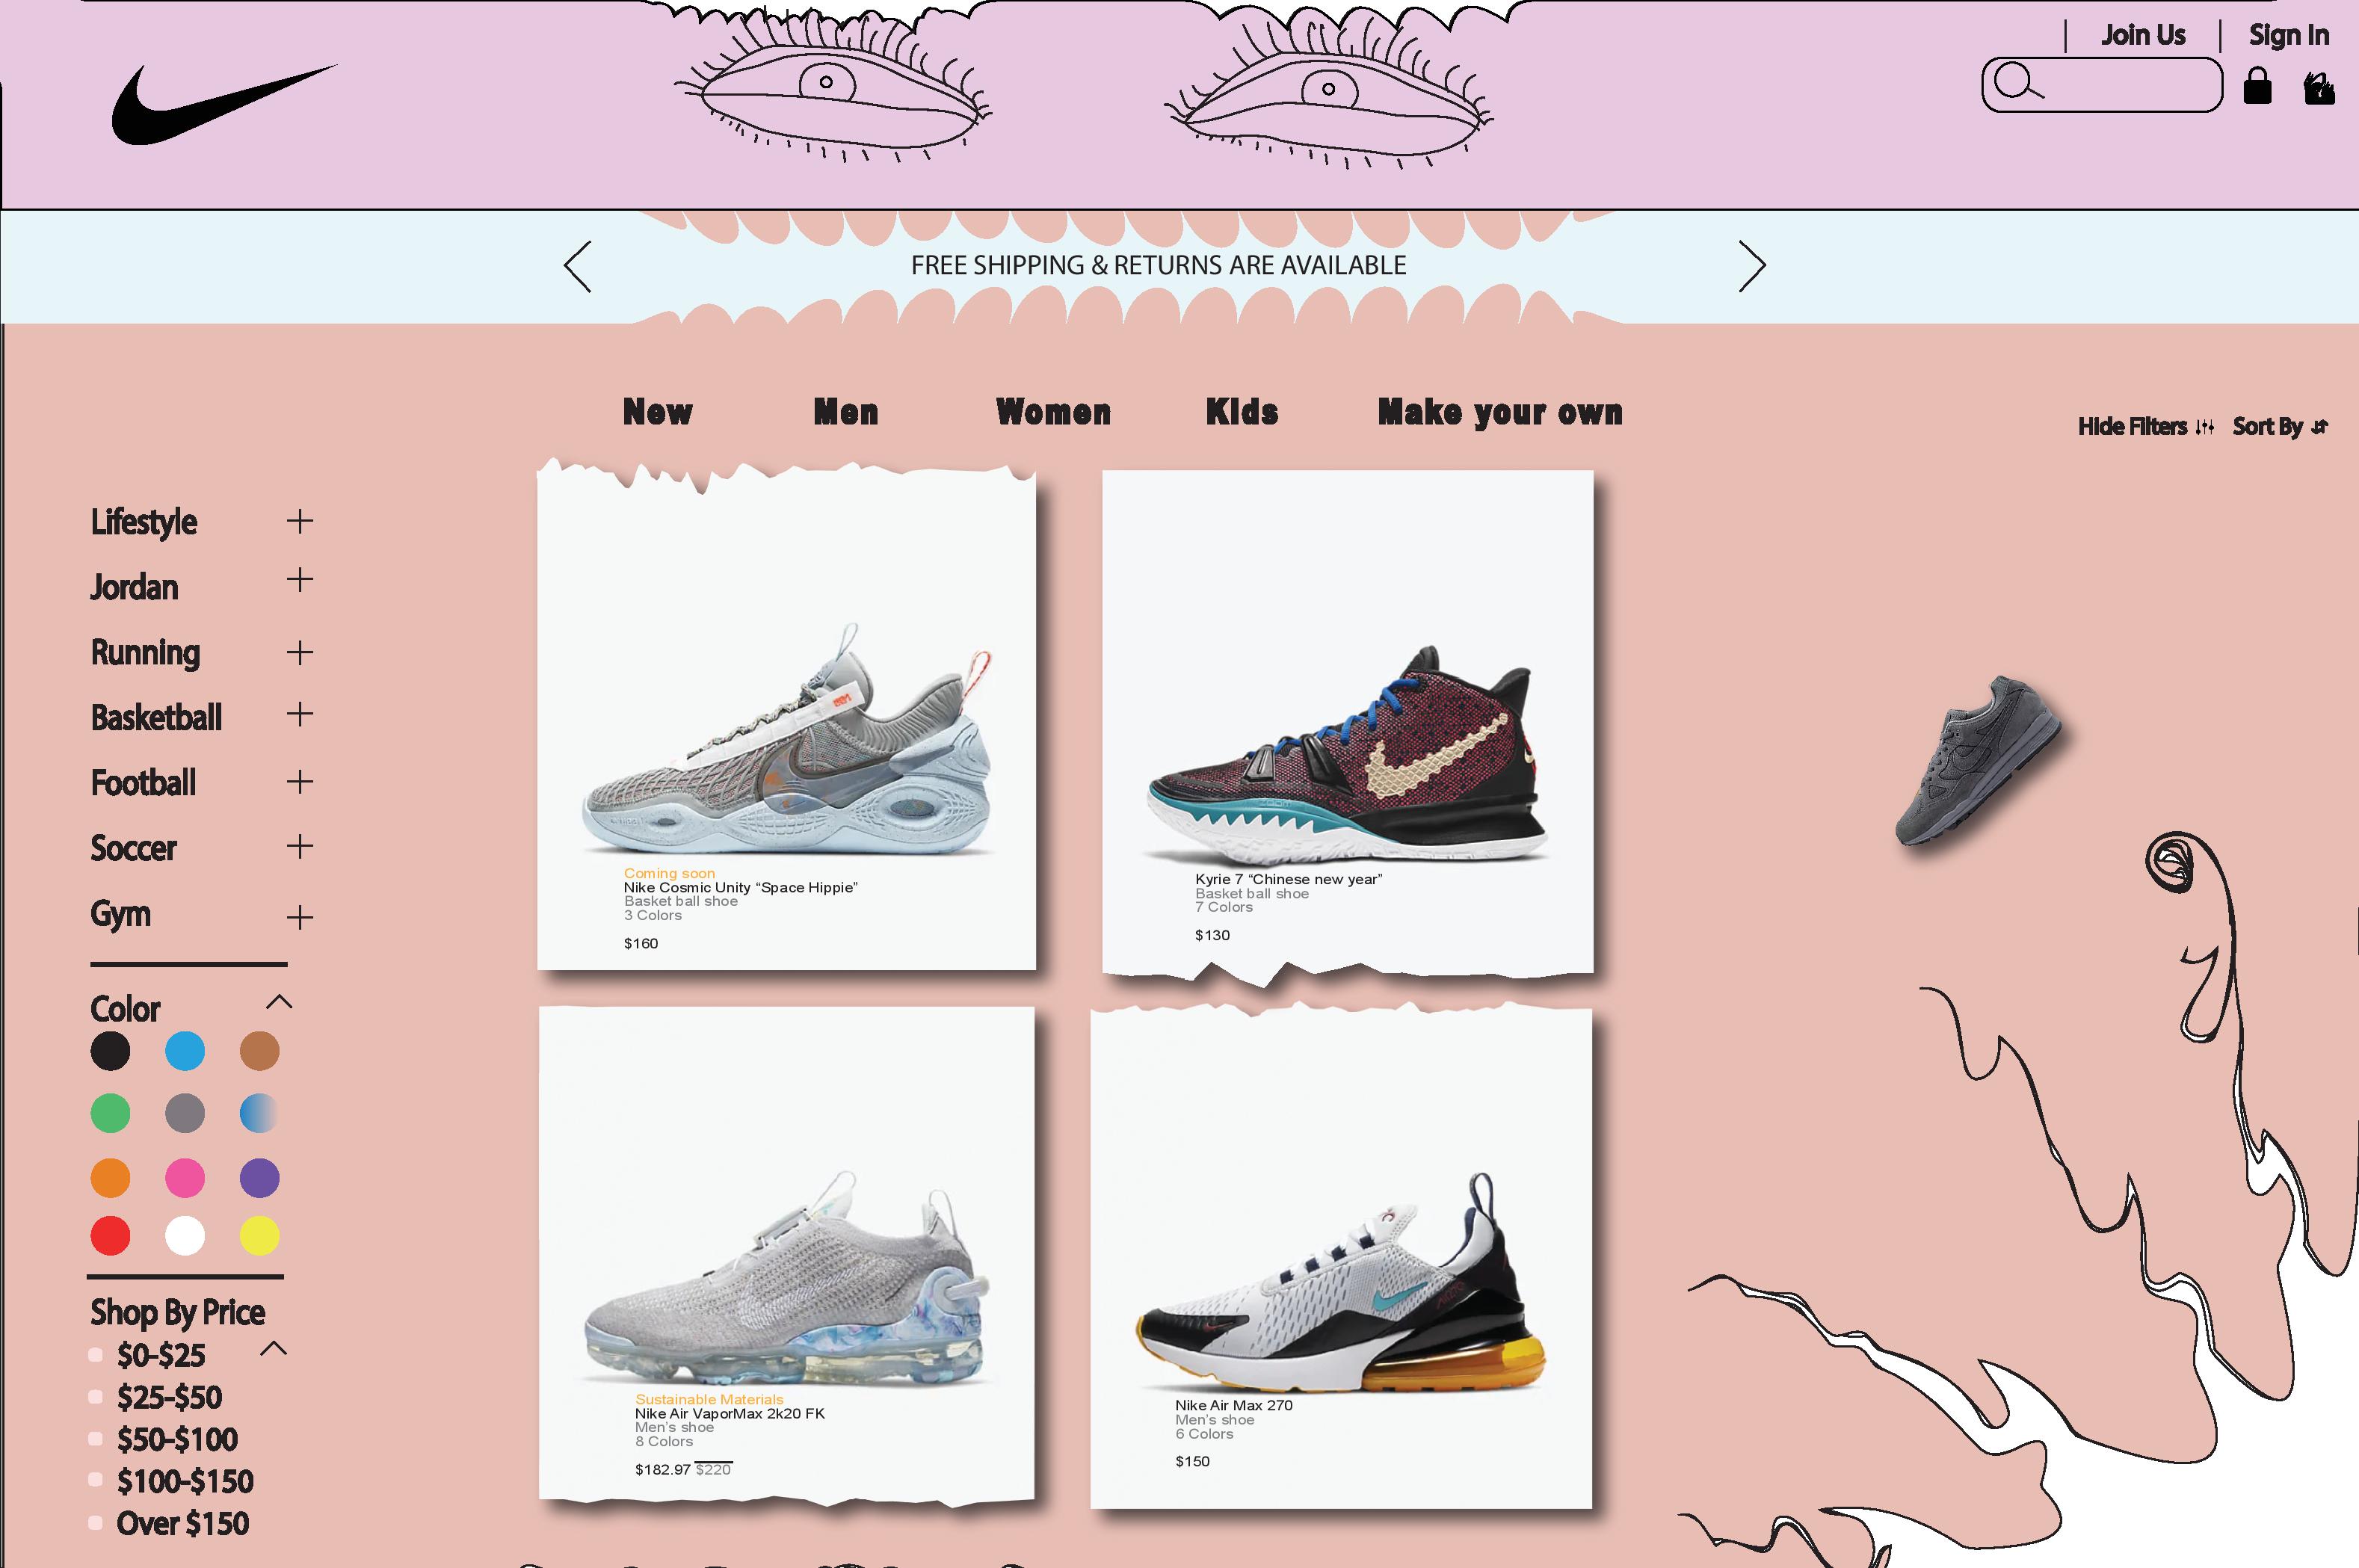 Join Us
Sign In
FREE SHIPPING & RETURNS ARE AVAILABLE
New
Men
Women
Kids
Make your own
Hide Filters
Sort By
Lifestyle
Jordan
Running
Basketball
Football
Soccer
Gym
Color
Shop By Price
$0-$25
$25-$50
$50-$100
$100-$150
Over $150
Coming soon
Nike Cosmic Unity “Space Hippie”
Basket ball shoe
3 Colors
$160
Kyrie 7 “Chinese new year”
Basket ball shoe
7 Colors
$130
Sustainable Materials
Nike Air VaporMax 2k20 FK
Men's shoe
8 Colors
$182.97 $220
Nike Air Max 270
Men's shoe
6 Colors
$150